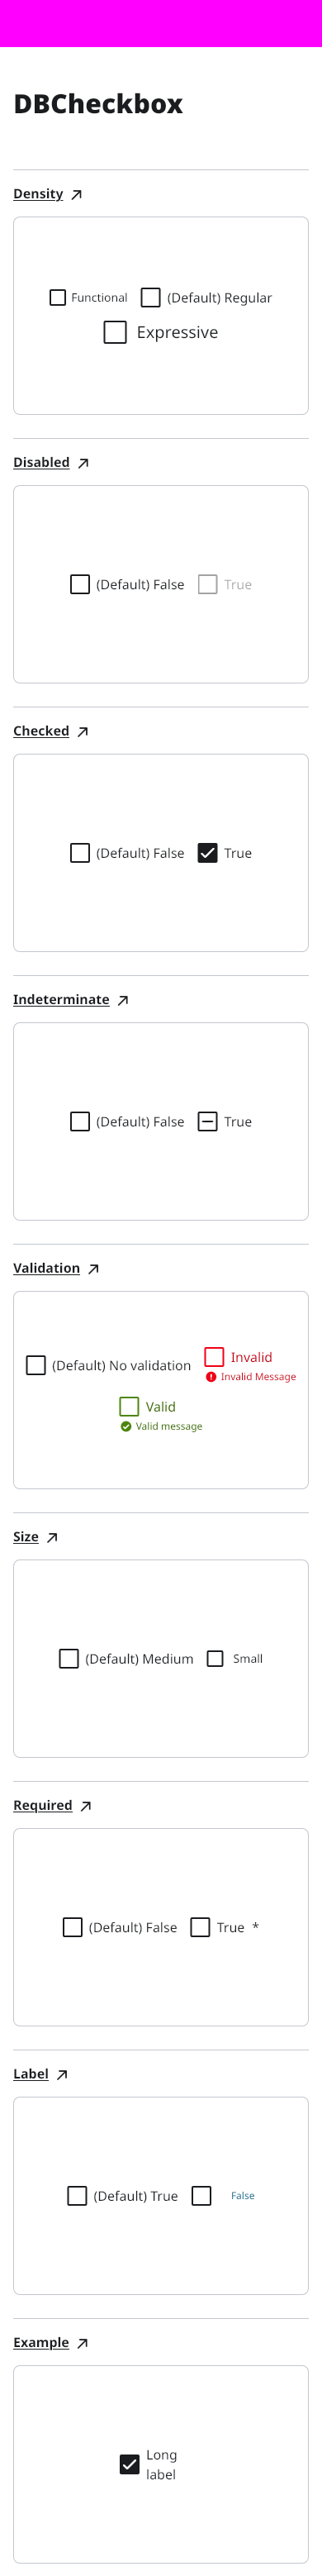 DBCheckbox
Density
Functional (Default) Regular
Expressive
Disabled
(Default) False True
Checked
(Default) False True
Indeterminate
(Default) False True
Validation
(Default) No validation Invalid
Invalid Message
Valid
Valid message
Size
(Default) Medium Small
Required
(Default) False True *
Label
(Default) True False
Example
Long
label